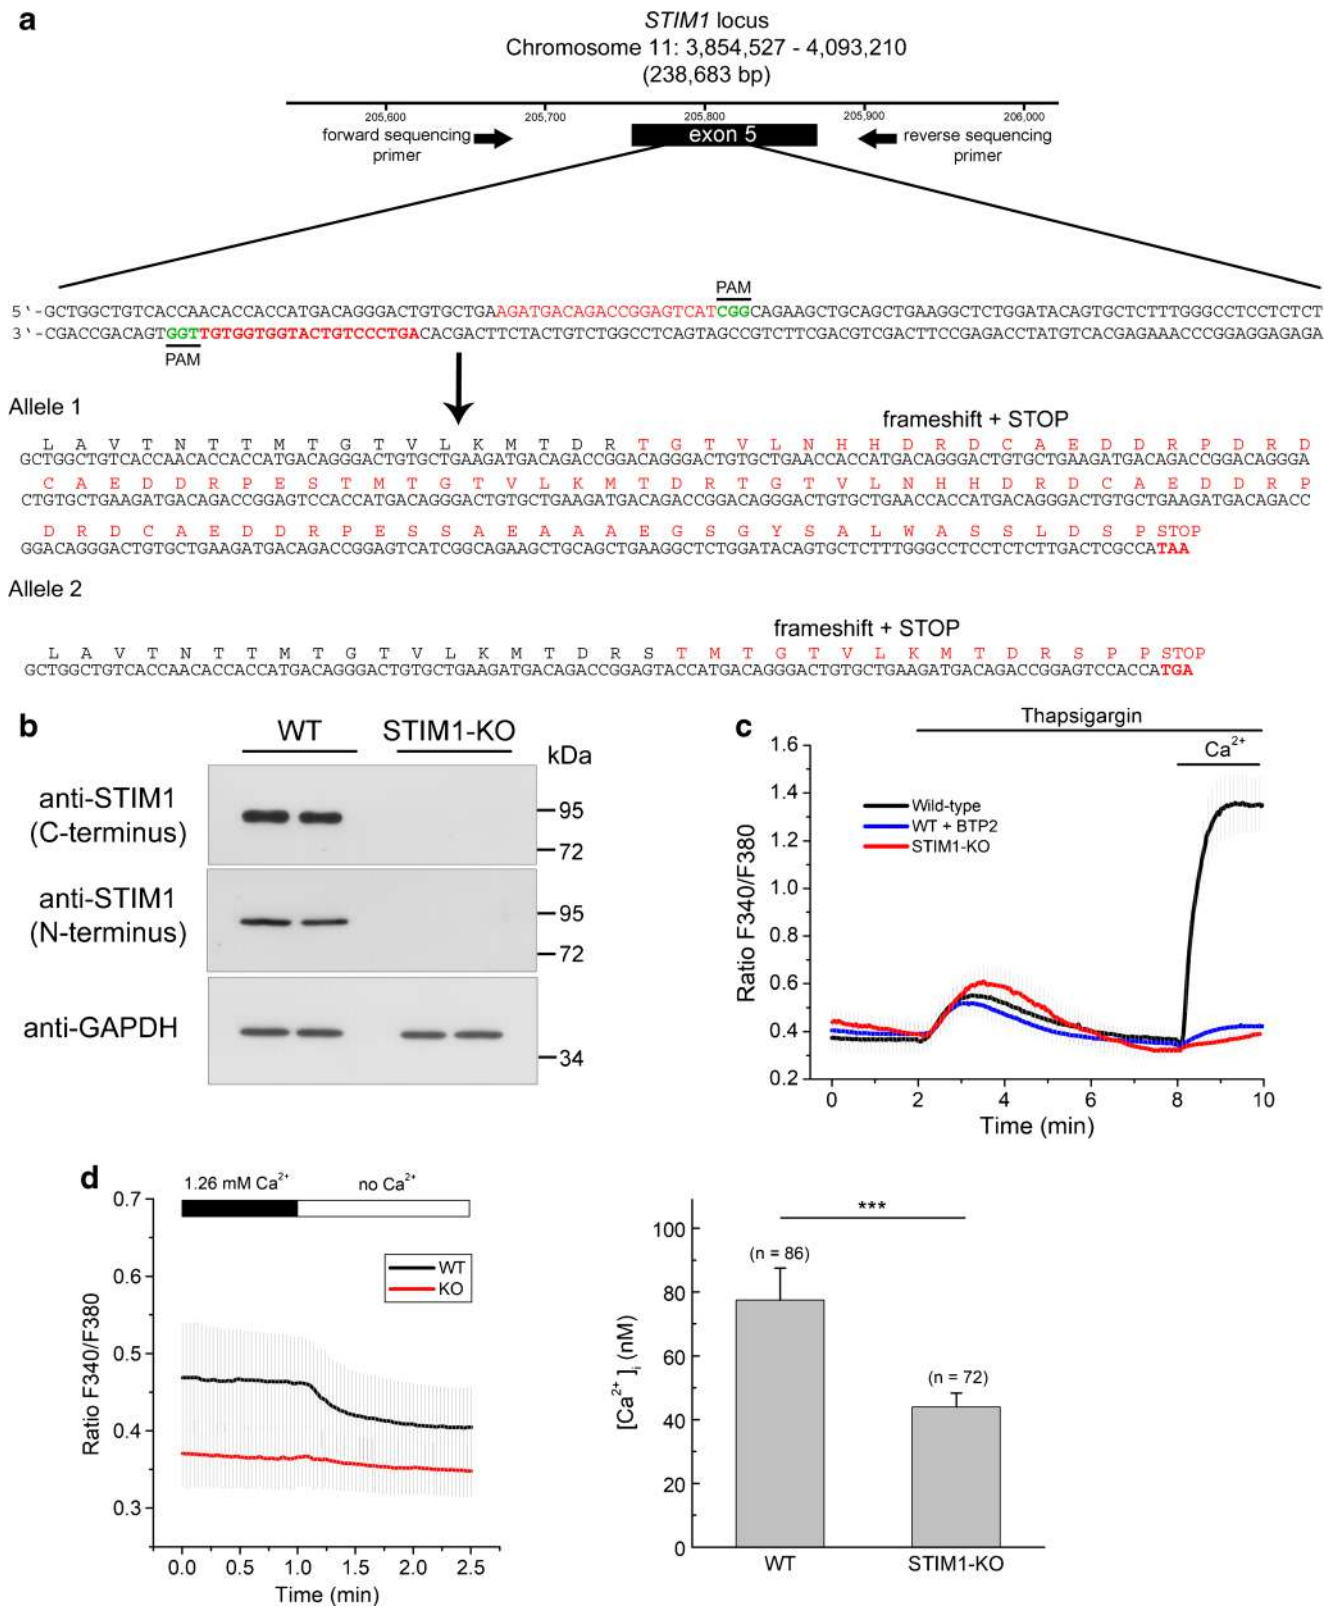 a
STIM1 locus
Chromosome 11: 3,854,527 - 4,093,210
(238,683 bp)
205,600 205,700 205,800 205,900 206,000
forward sequencing primer
exon 5
reverse sequencing primer
PAM
5'-GCTGGCTGTCACCAACACCACCATGACAGGGACTGTGCTGAAGATGACAGACCGGAGTCATCGGCAGAAGCTGCAGCTGAAGGCTCTGGATACAGTGCTCTTTGGGCCTCCTCTCT
3'-CGACCGACAGTGGTTGTGGTGGTACTGTCCCTGACACGACTTCTACTGTCTGGCCTCAGTAGCCGTCTTCGACGTCGACTTCCGAGACCTATGTCACGAGAAACCCGGAGGAGAGA
PAM
Allele 1
frameshift + STOP
L A V T N T T M T G T V L K M T D R T G T V L N H H D R D C A E D D R P D R D
GCTGGCTGTCACCAACACCACCATGACAGGGACTGTGCTGAAGATGACAGACCGGACAGGGACTGTGCTGAACCACCATGACAGGGACTGTGCTGAAGATGACAGACCGGACAGGGA
C A E D D R P E S T M T G T V L K M T D R T G T V L N H H D R D C A E D D R P
CTGTGCTGAAGATGACAGACCGGAGTCCACCATGACAGGGACTGTGCTGAAGATGACAGACCGGACAGGGACTGTGCTGAACCACCATGACAGGGACTGTGCTGAAGATGACAGACC
D R D C A E D D R P E S S A E A A A E G S G Y S A L W A S S L D S P STOP
GGACAGGGACTGTGCTGAAGATGACAGACCGGAGTCATCGGCAGAAGCTGCAGCTGAAGGCTCTGGATACAGTGCTCTTTGGGCCTCCTCTCTTGACTCGCCATAA
Allele 2
frameshift + STOP
L A V T N T T M T G T V L K M T D R S T M T G T V L K M T D R S P P STOP
GCTGGCTGTCACCAACACCACCATGACAGGGACTGTGCTGAAGATGACAGACCGGAGTACCATGACAGGGACTGTGCTGAAGATGACAGACCGGAGTCCACCATGA
b
WT STIM1-KO
kDa
anti-STIM1
(C-terminus)
95
72
anti-STIM1
(N-terminus)
95
72
anti-GAPDH
34
c
Thapsigargin
Ca2+
Wild-type
WT + BTP2
STIM1-KO
Ratio F340/F380
1.6
1.4
1.2
1.0
0.8
0.6
0.4
0.2
0 2 4 6 8 10
Time (min)
d
1.26 mM Ca2+ no Ca2+
WT
KO
Ratio F340/F380
0.7
0.6
0.5
0.4
0.3
0.0 0.5 1.0 1.5 2.0 2.5
Time (min)
[Ca2+]i (nM)
100
80
60
40
20
0
***
(n = 86)
(n = 72)
WT STIM1-KO